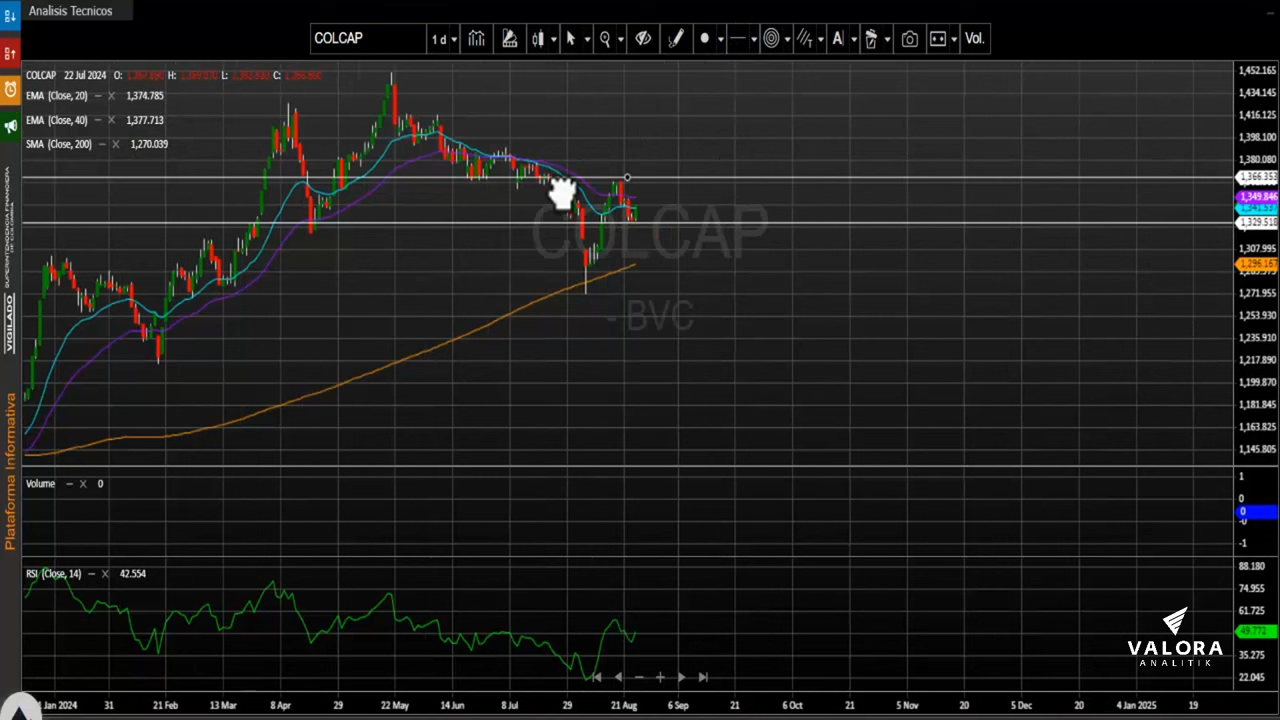 Analisis Tecnicos
COLCAP 1 d A Vol.
COLCAP 22 Jul 2024 O: H: L: C:
EMA (Close, 20) − X 1,374.785
EMA (Close, 40) − X 1,377.713
SMA (Close, 200) − X 1,270.039
1,452.165
1,434.145
1,416.125
1,398.100
1,380.080
1,366.353
1,349.846
1,329.518
1,307.995
1,296.167
1,271.955
1,253.930
1,235.910
1,217.890
1,199.870
1,181.845
1,163.825
1,145.805
COLCAP
- BVC
VIGILADO SUPERINTENDENCIA FINANCIERA DE COLOMBIA
Plataforma Informativa
Volume − X 0
1
0
0
-0
-1
RSI (Close, 14) − X 42.554
88.180
74.955
61.725
49.772
35.275
22.045
VALORA
ANALITIK
Jan 2024 31 21 Feb 13 Mar 8 Apr 29 22 May 14 Jun 8 Jul 29 21 Aug 6 Sep 21 6 Oct 21 5 Nov 20 5 Dec 20 4 Jan 2025 19